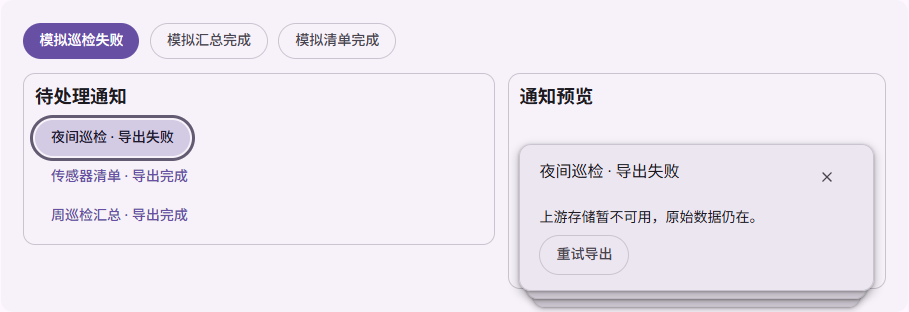 模拟巡检失败
模拟汇总完成
模拟清单完成
待处理通知
夜间巡检 · 导出失败
传感器清单 · 导出完成
周巡检汇总 · 导出完成
通知预览
夜间巡检 · 导出失败
上游存储暂不可用，原始数据仍在。
重试导出